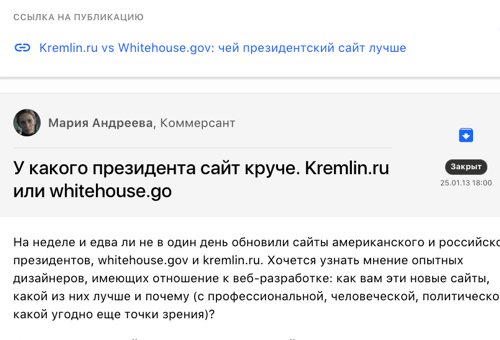 ССЫЛКА НА ПУБЛИКАЦИЮ
Kremlin.ru vs Whitehouse.gov: чей президентский сайт лучше
Мария Андреева, Коммерсант
У какого президента сайт круче. Kremlin.ru
или whitehouse.go
Закрыт
25.01.13 18:00
На неделе и едва ли не в один день обновили сайты американского и российско
президентов, whitehouse.gov и kremlin.ru. Хочется узнать мнение опытных
дизайнеров, имеющих отношение к веб-разработке: как вам эти новые сайты,
какой из них лучше и почему (с профессиональной, человеческой, политическо
какой угодно еще точки зрения)?